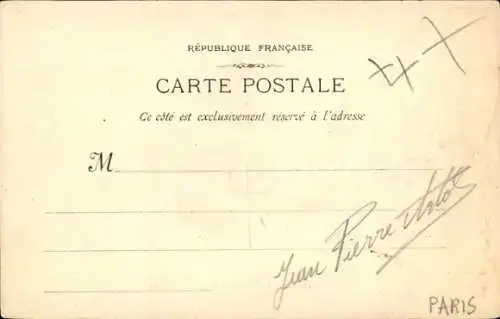 RÉPUBLIQUE FRANÇAISE
CARTE POSTALE
Ce côté est exclusivement réservé à l'adresse
M
Jean Pierre
PARIS